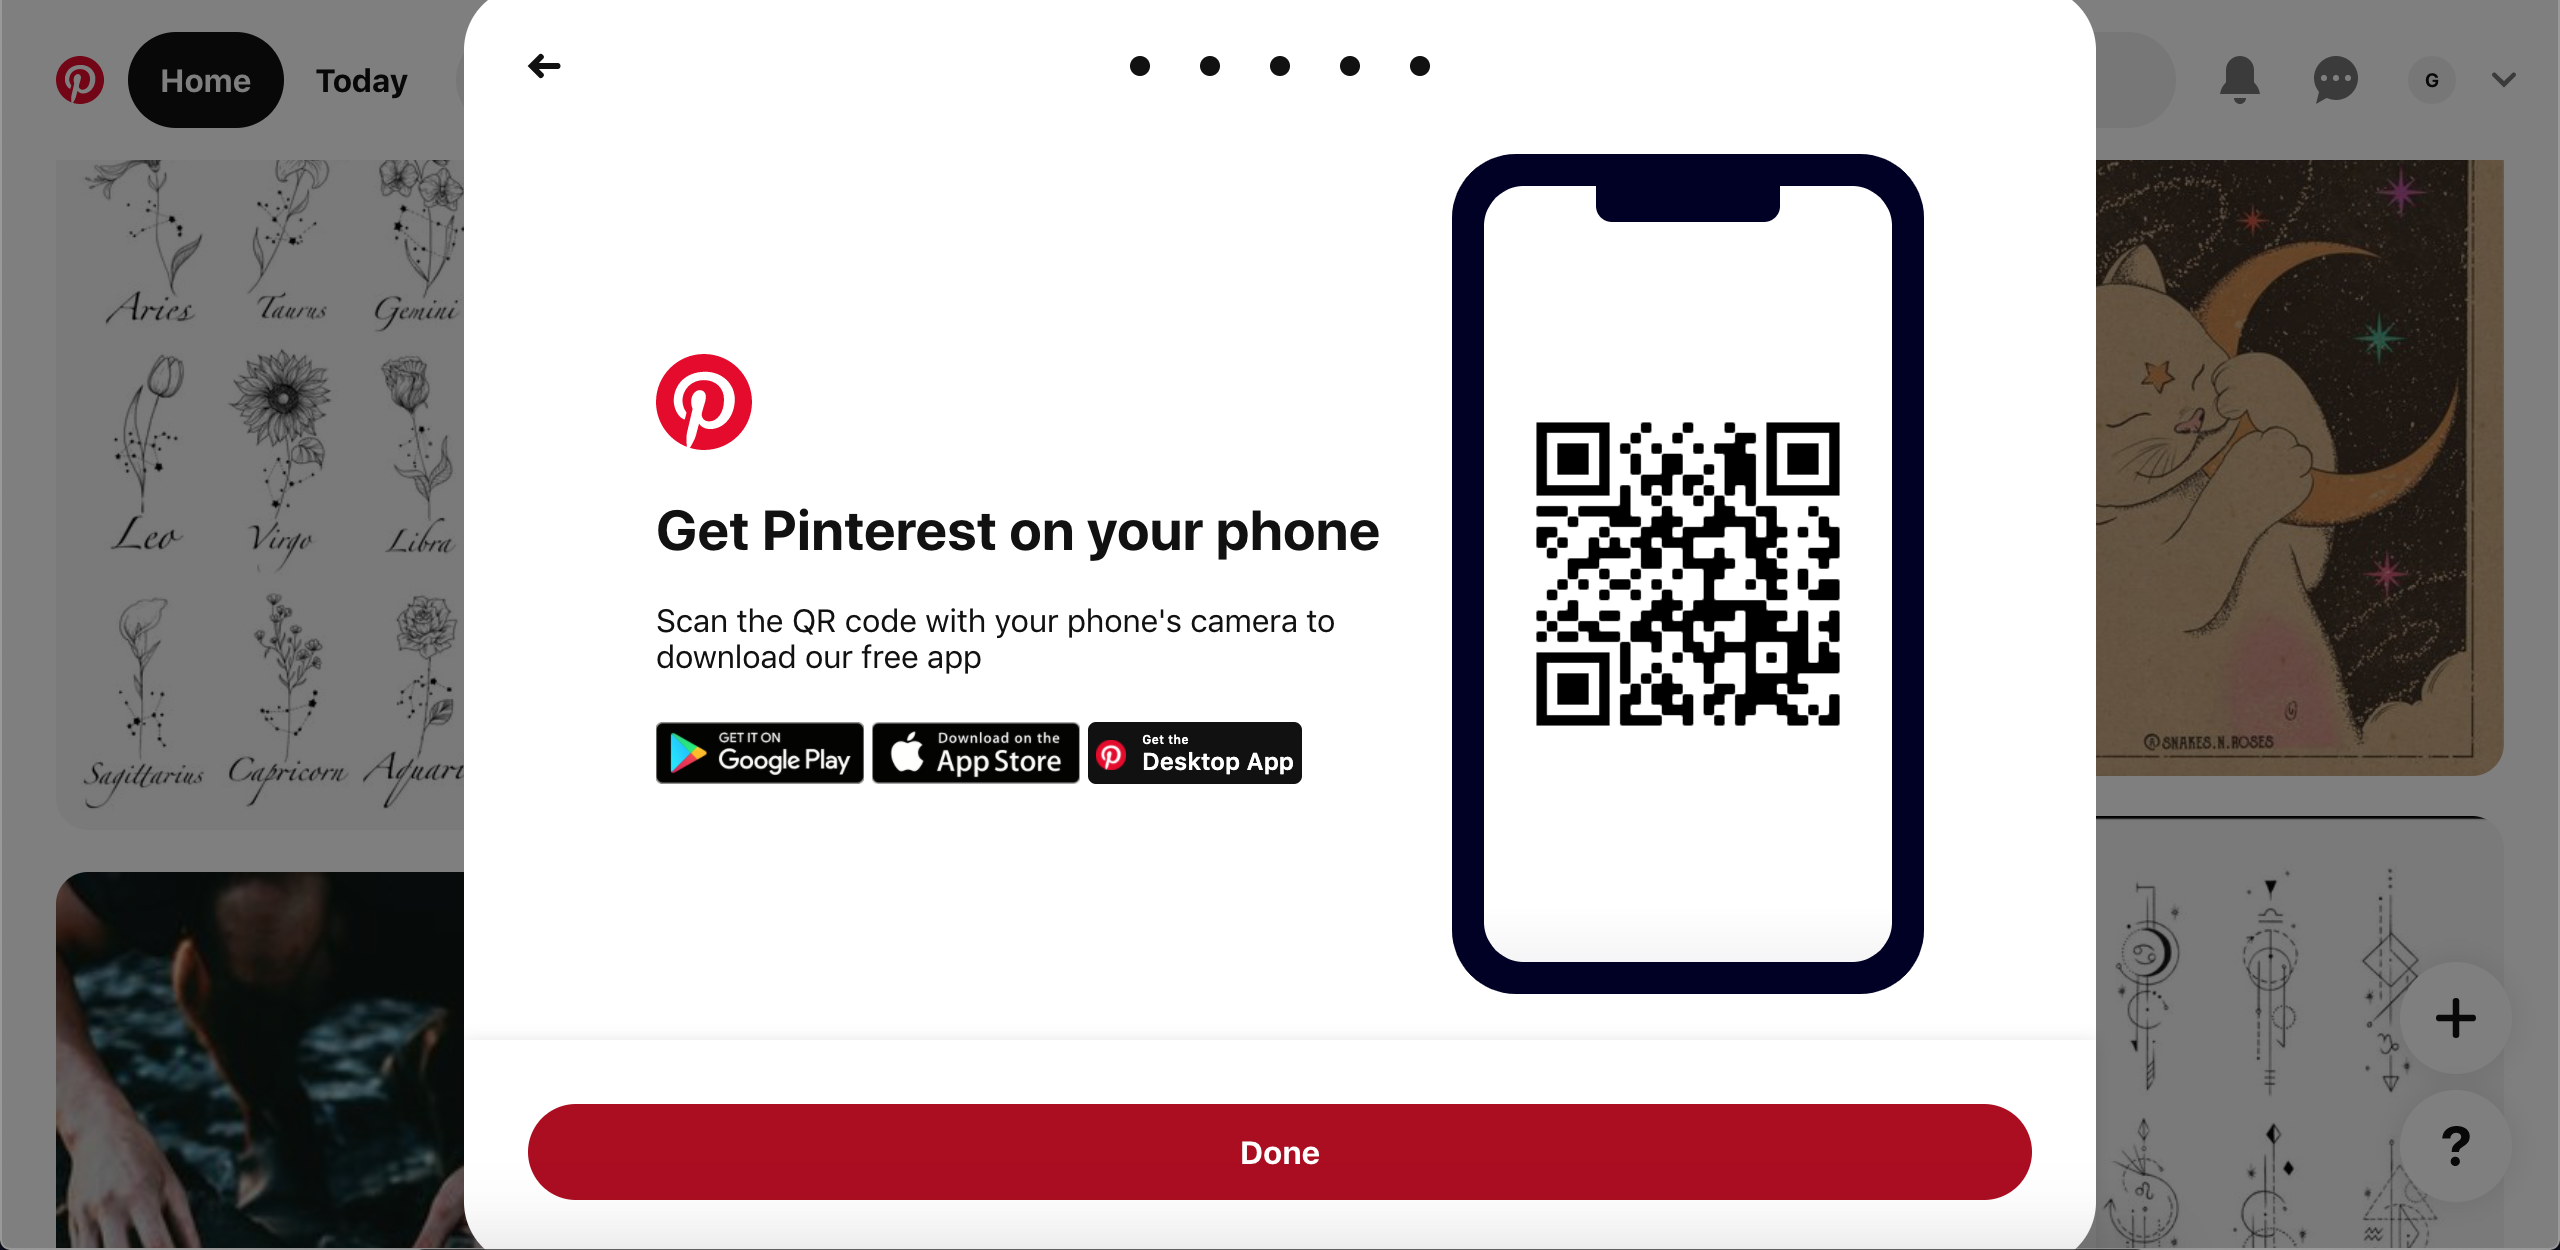 Home
Today
G
Aries
Taurus
Gemini
Leo
Virgo
Libra
Sagittarius
Capricorn
Get Pinterest on your phone
Scan the QR code with your phone's camera to
download our free app
GET IT ON
Google Play
Download on the
App Store
Get the
Desktop App
Done
SNAKES.N.ROSES
?